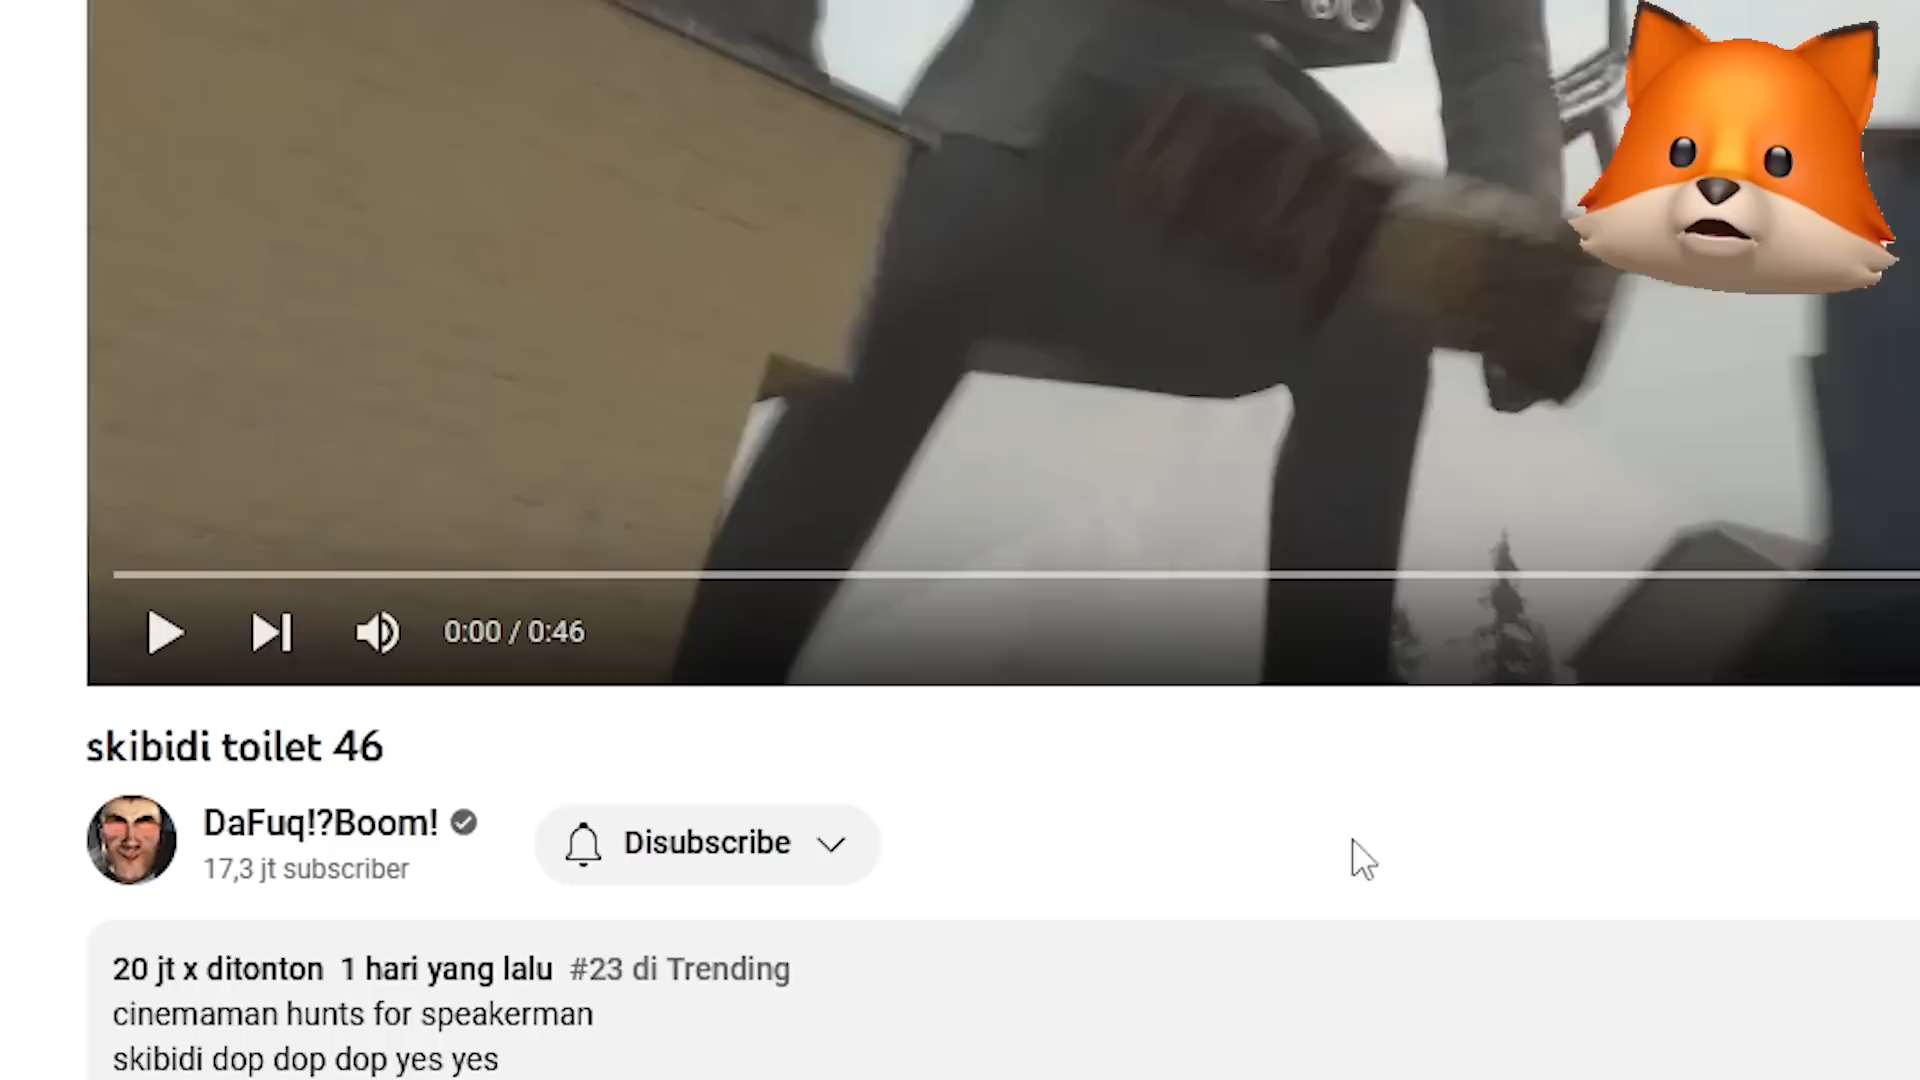 0:00 / 0:46
skibidi toilet 46
DaFuq!?Boom!
17,3 jt subscriber
Disubscribe
20 jt x ditonton 1 hari yang lalu #23 di Trending
cinemaman hunts for speakerman
skibidi dop dop dop yes yes